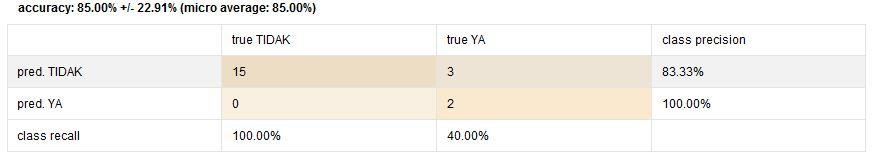 accuracy: 85.00% +/- 22.91% (micro average: 85.00%)
true TIDAK true YA class precision
pred. TIDAK 15 3 83.33%
pred. YA 0 2 100.00%
class recall 100.00% 40.00%